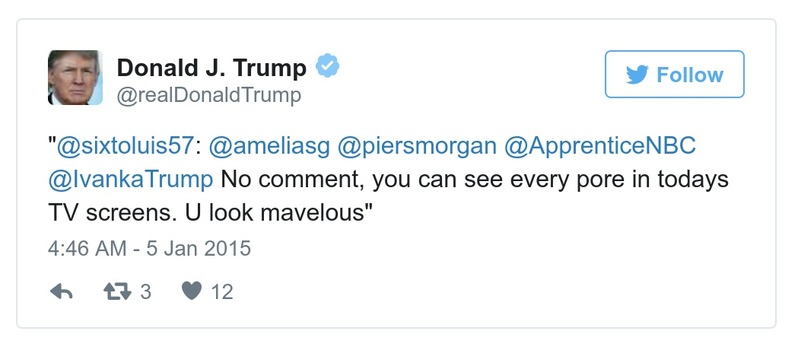 Donald J. Trump
@realDonaldTrump
Follow
"@sixtoluis57: @ameliasg @piersmorgan @ApprenticeNBC
@IvankaTrump No comment, you can see every pore in todays
TV screens. U look mavelous"
4:46 AM - 5 Jan 2015
3
12